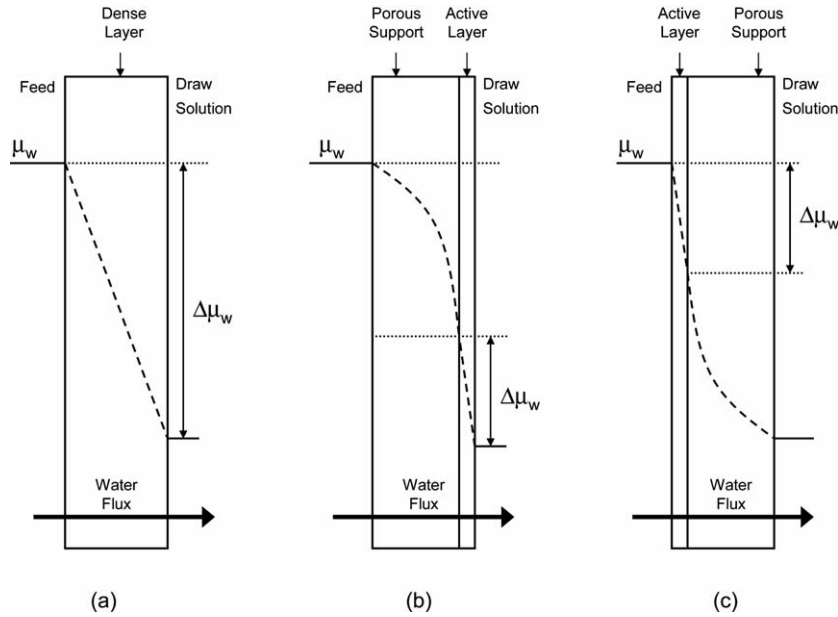 Dense
Layer
Feed
Draw
Solution
μw
Δμw
Water
Flux
(a)
Porous
Support
Active
Layer
Feed
Draw
Solution
μw
Δμw
Water
Flux
(b)
Active
Layer
Porous
Support
Feed
Draw
Solution
μw
Δμw
Water
Flux
(c)